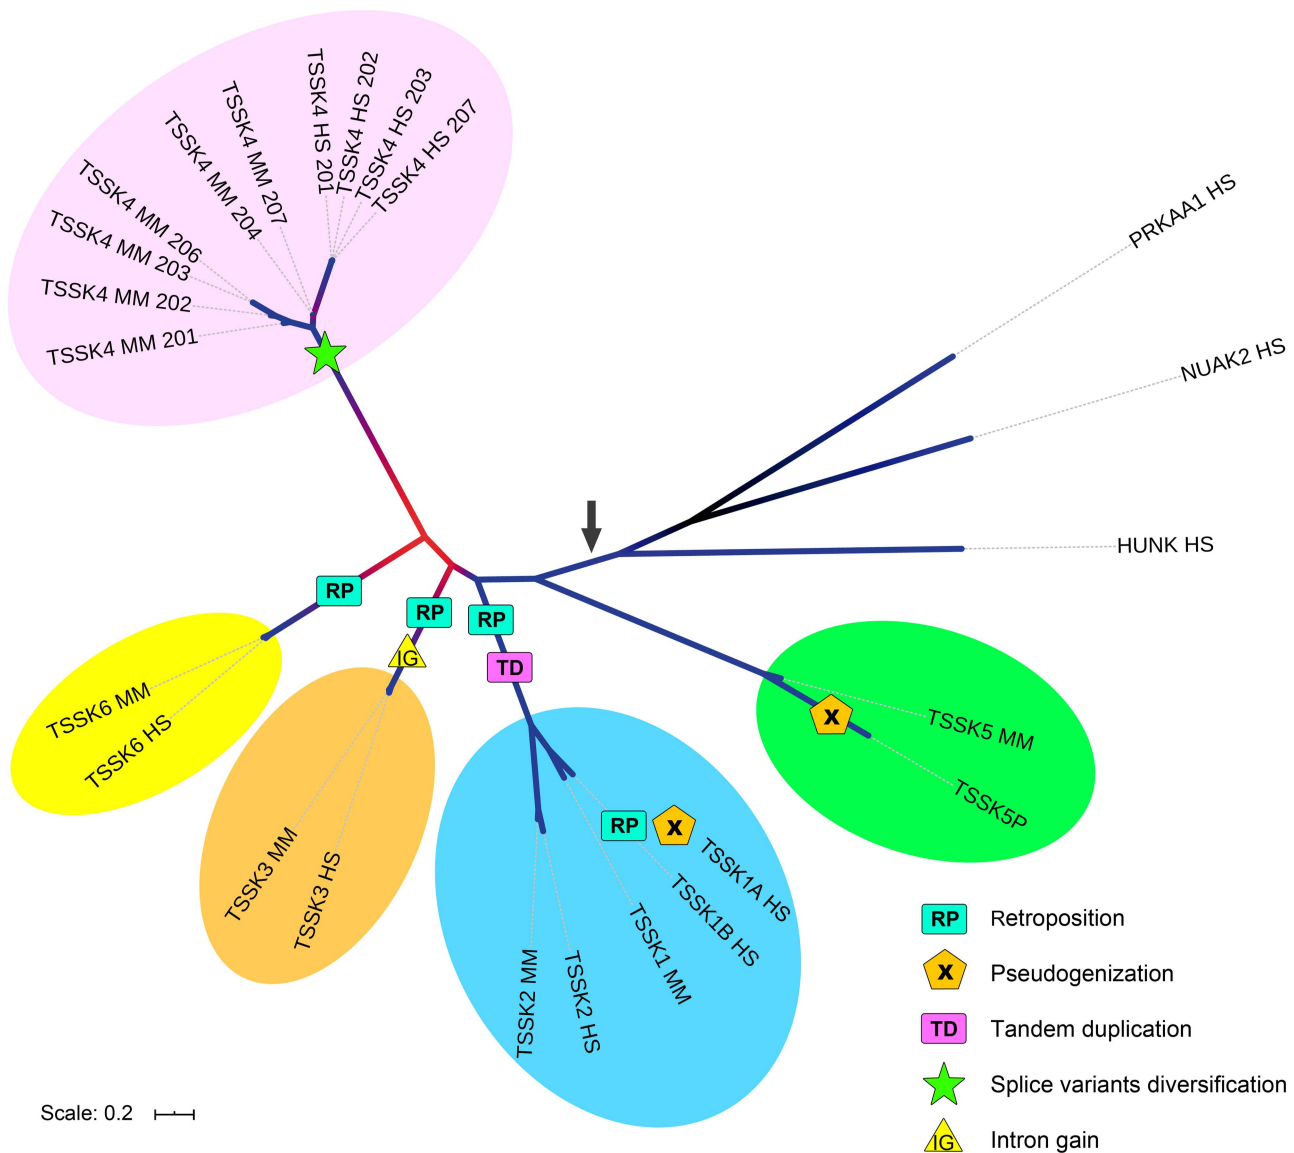 TSSK4 HS 201
TSSK4 HS 202
TSSK4 HS 203
TSSK4 HS 207
TSSK4 MM 207
TSSK4 MM 204
TSSK4 MM 206
TSSK4 MM 203
TSSK4 MM 202
TSSK4 MM 201
PRKAA1 HS
NUAK2 HS
HUNK HS
RP
RP
RP
IG
TD
TSSK6 MM
TSSK6 HS
TSSK3 MM
TSSK3 HS
X
TSSK5 MM
TSSK5P
RP
X
TSSK1A HS
TSSK1B HS
TSSK1 MM
TSSK2 HS
TSSK2 MM
RP Retroposition
X Pseudogenization
TD Tandem duplication
Splice variants diversification
IG Intron gain
Scale: 0.2